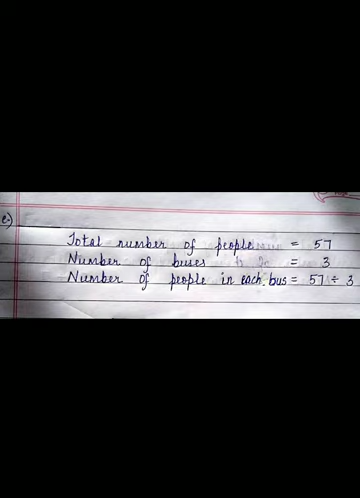 e.)
Total number of people = 57
Number of buses = 3
Number of people in each bus = 57 ÷ 3